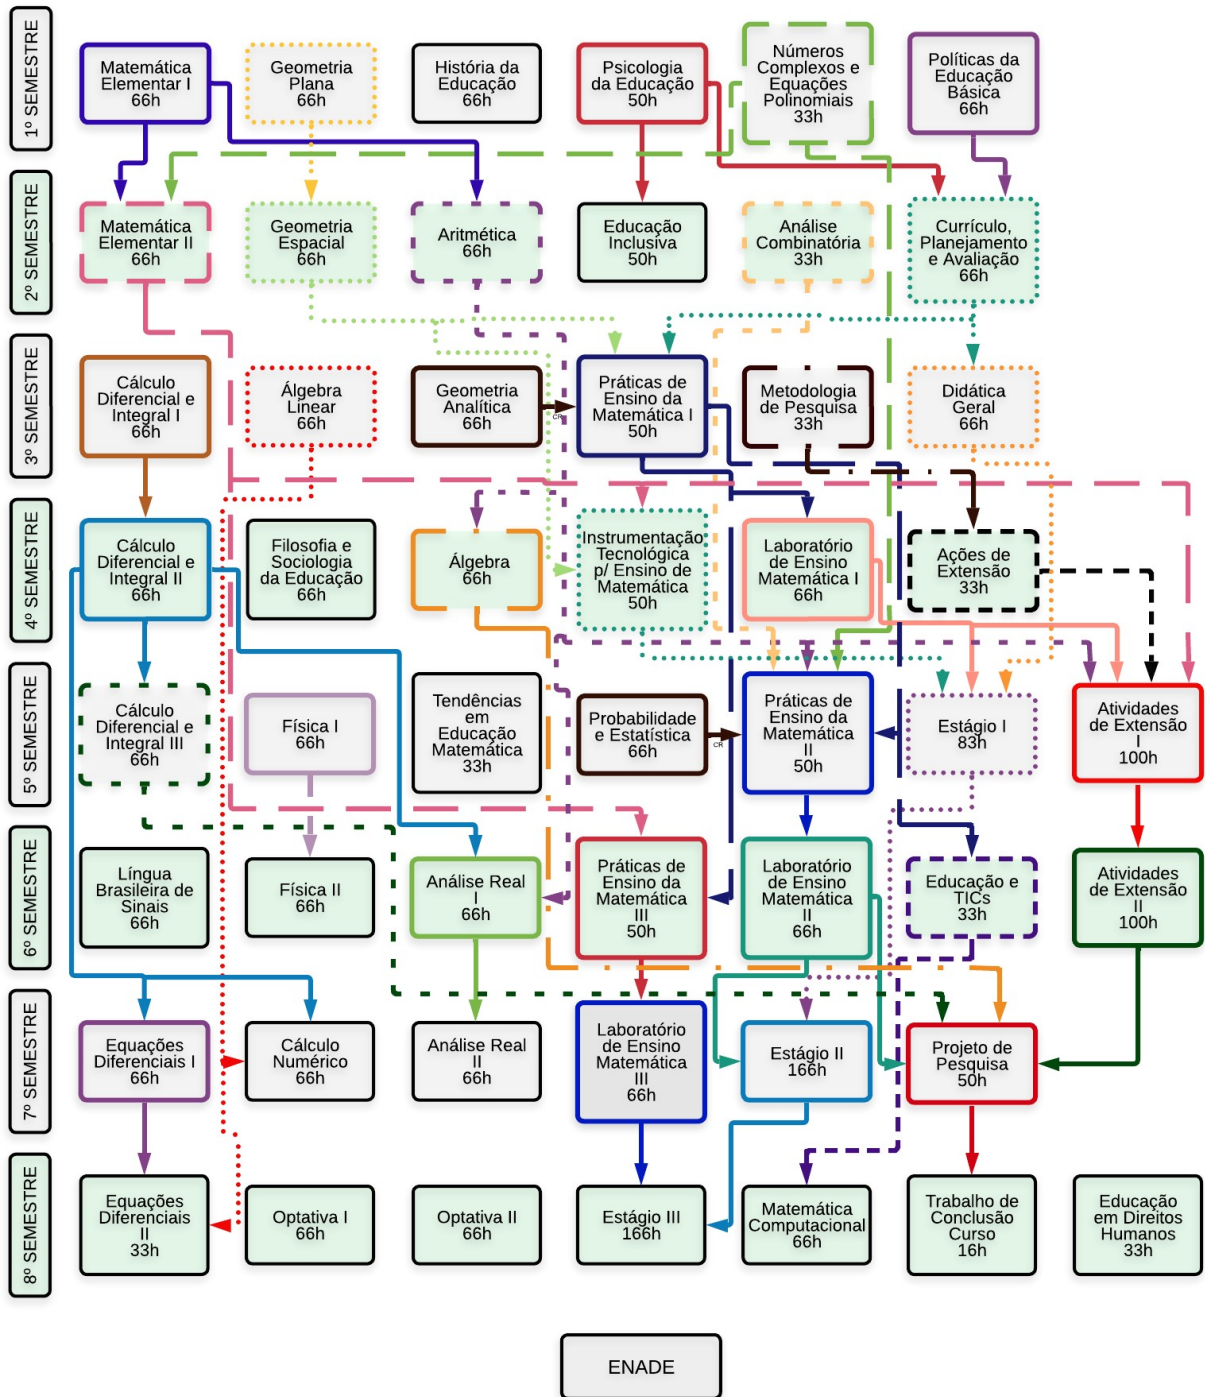 1º SEMESTRE
Matemática
Elementar I
66h
Geometria
Plana
66h
História da
Educação
66h
Psicologia
da Educação
50h
Números
Complexos e
Equações
Polinomiais
33h
Políticas da
Educação
Básica
66h
2º SEMESTRE
Matemática
Elementar II
66h
Geometria
Espacial
66h
Aritmética
66h
Educação
Inclusiva
50h
Análise
Combinatória
33h
Currículo,
Planejamento
e Avaliação
66h
3º SEMESTRE
Cálculo
Diferencial e
Integral I
66h
Álgebra
Linear
66h
Geometria
Analítica
66h
CR
Práticas de
Ensino da
Matemática I
50h
Metodologia
de Pesquisa
33h
Didática
Geral
66h
4º SEMESTRE
Cálculo
Diferencial e
Integral II
66h
Filosofia e
Sociologia
da Educação
66h
Álgebra
66h
Instrumentação
Tecnológica
p/ Ensino de
Matemática
50h
Laboratório
de Ensino
Matemática I
66h
Ações de
Extensão
33h
5º SEMESTRE
Cálculo
Diferencial e
Integral III
66h
Física I
66h
Tendências
em
Educação
Matemática
33h
Probabilidade
e Estatística
66h
CR
Práticas de
Ensino da
Matemática
II
50h
Estágio I
83h
Atividades
de Extensão
I
100h
6º SEMESTRE
Língua
Brasileira de
Sinais
66h
Física II
66h
Análise Real
I
66h
Práticas de
Ensino da
Matemática
III
50h
Laboratório
de Ensino
Matemática
II
66h
Educação e
TICs
33h
Atividades
de Extensão
II
100h
7º SEMESTRE
Equações
Diferenciais I
66h
Cálculo
Numérico
66h
Análise Real
II
66h
Laboratório
de Ensino
Matemática
III
66h
Estágio II
166h
Projeto de
Pesquisa
50h
8º SEMESTRE
Equações
Diferenciais
II
33h
Optativa I
66h
Optativa II
66h
Estágio III
166h
Matemática
Computacional
66h
Trabalho de
Conclusão
Curso
16h
Educação
em Direitos
Humanos
33h
ENADE